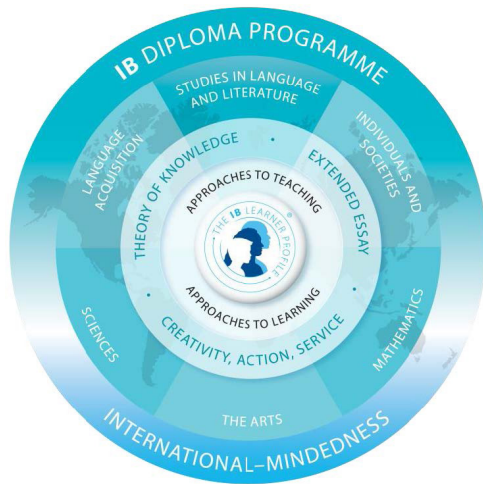 IB DIPLOMA PROGRAMME
STUDIES IN LANGUAGE
AND LITERATURE
LANGUAGE
ACQUISITION
INDIVIDUALS AND
SOCIETIES
THEORY OF KNOWLEDGE
EXTENDED ESSAY
APPROACHES TO TEACHING
THE IB LEARNER PROFILE
®
APPROACHES TO LEARNING
CREATIVITY, ACTION, SERVICE
SCIENCES
MATHEMATICS
THE ARTS
INTERNATIONAL–MINDEDNESS